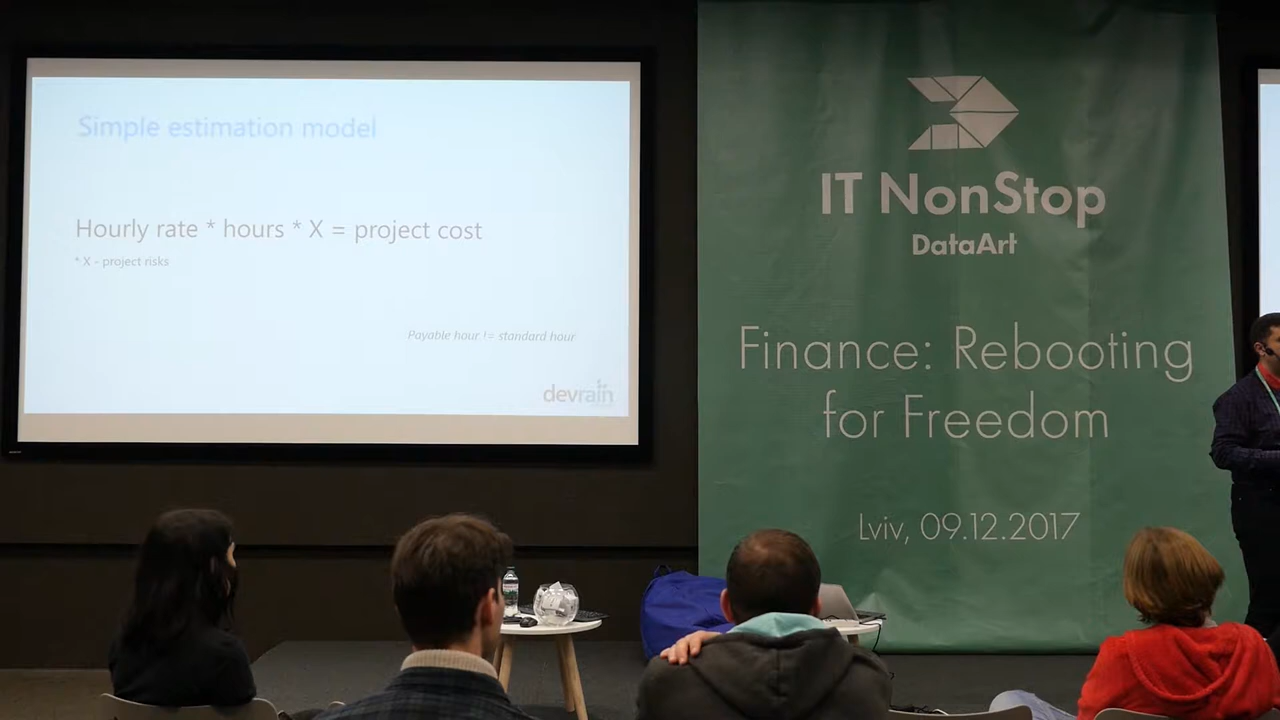 Simple estimation model
Hourly rate * hours * X = project cost
* X - project risks
Payable hour != standard hour
devrain
IT NonStop
DataArt
Finance: Rebooting
for Freedom
Lviv, 09.12.2017